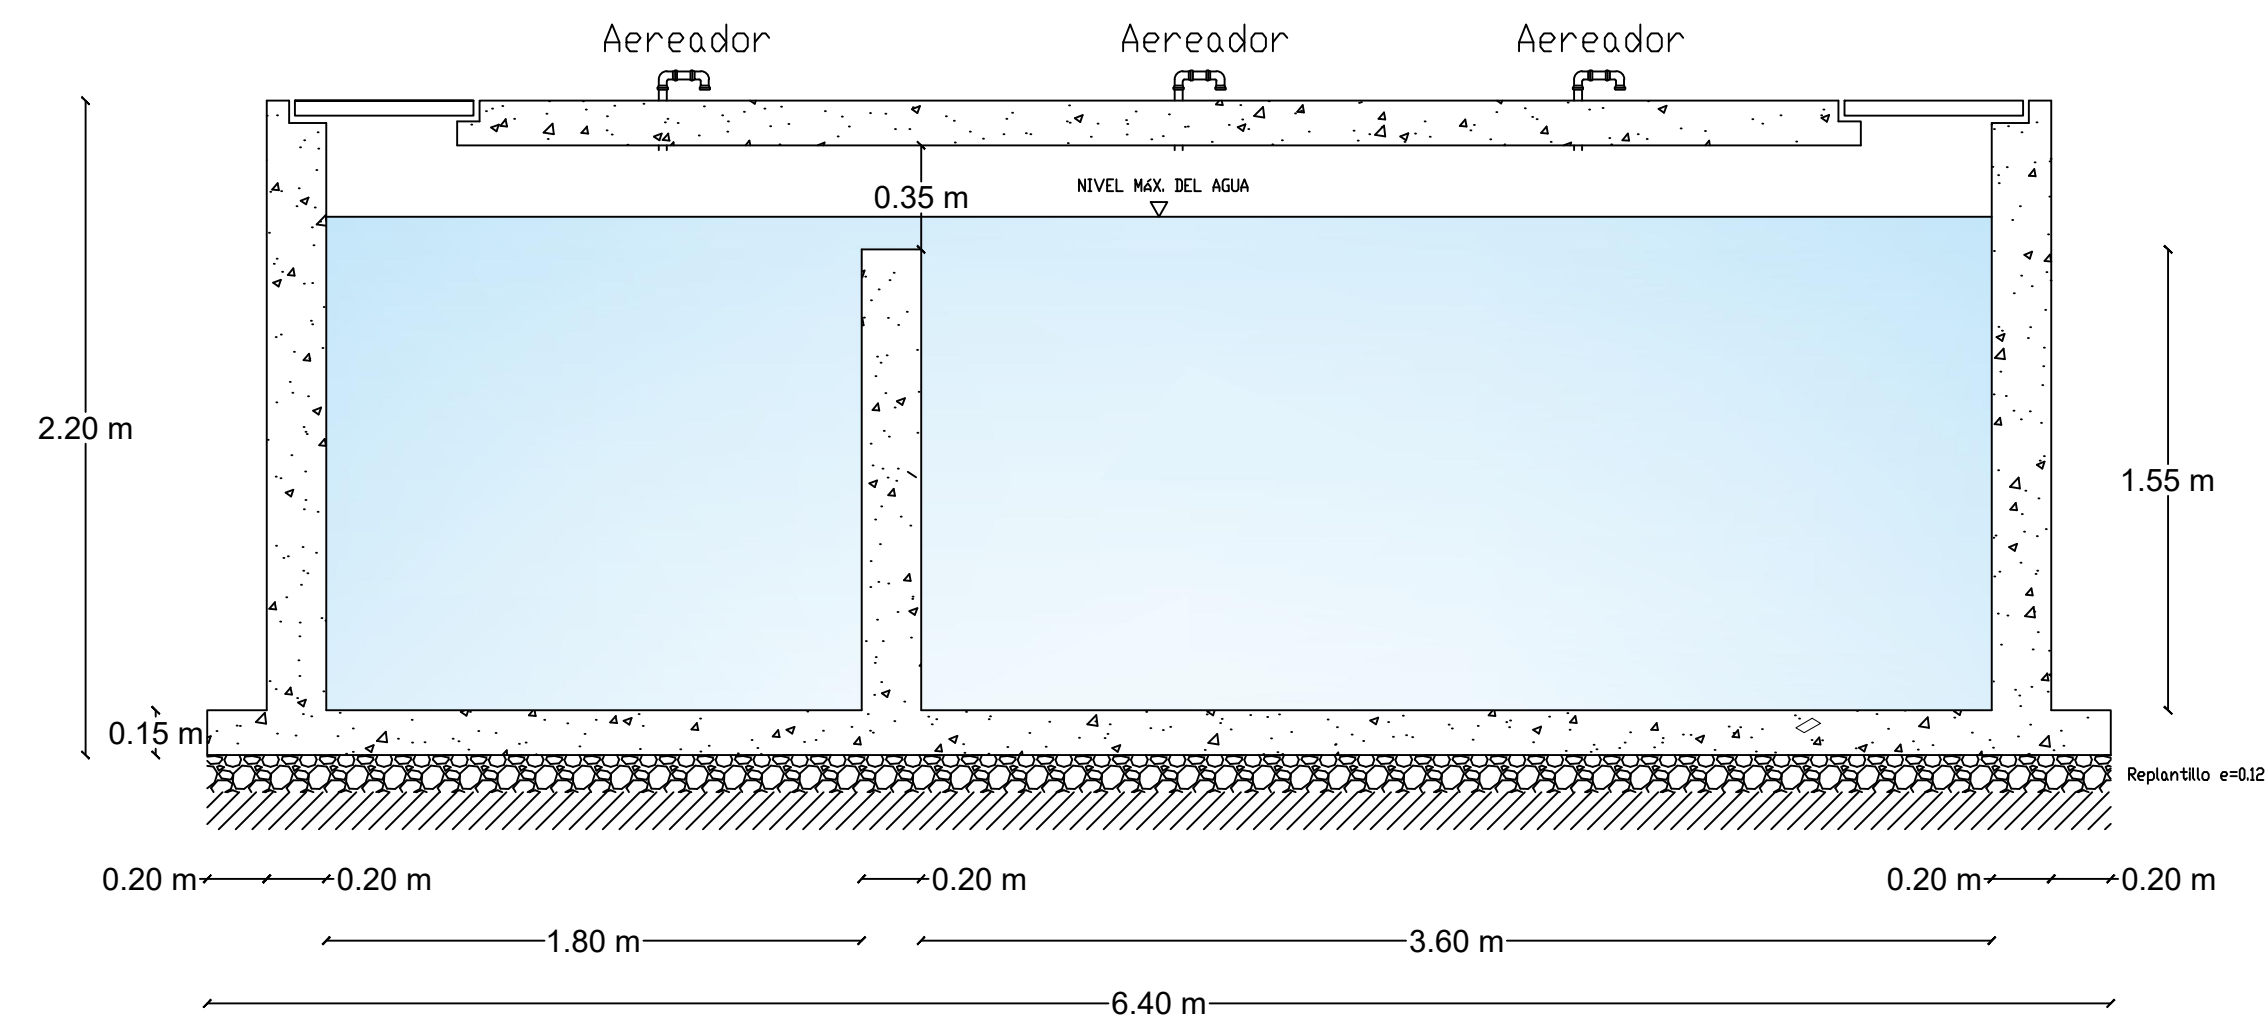 Aereador Aereador Aereador
NIVEL MÁX. DEL AGUA
0.35 m
2.20 m
1.55 m
0.15 m
Replantillo e=0.12
0.20 m 0.20 m 0.20 m 0.20 m 0.20 m
1.80 m 3.60 m
6.40 m